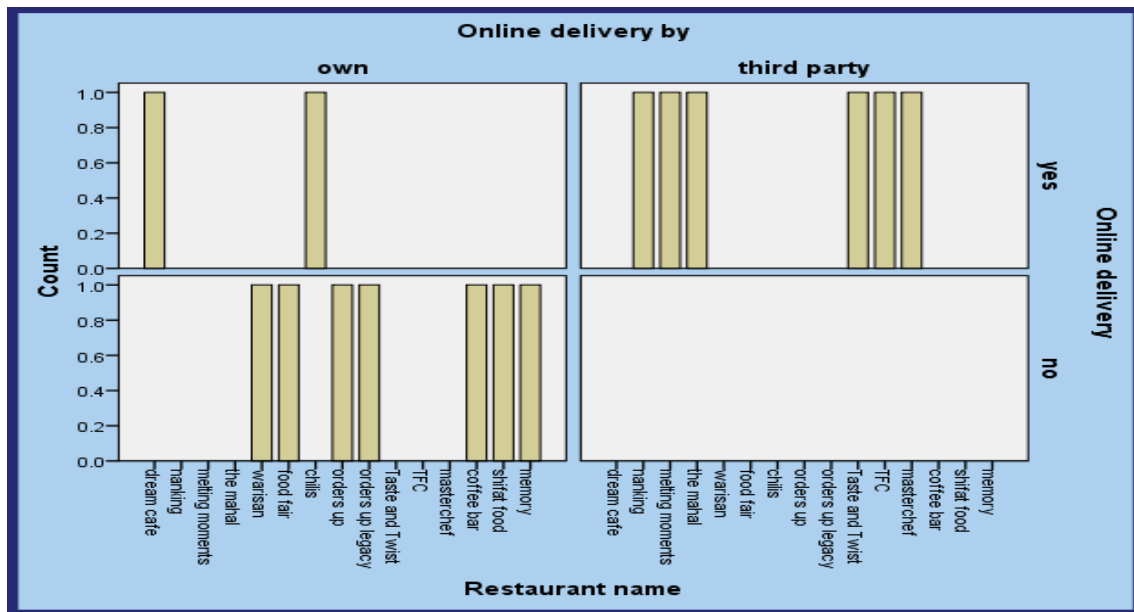 Online delivery by
own
third party
1.0
0.8
0.6
0.4
0.2
0.0
1.0
0.8
0.6
0.4
0.2
0.0
Count
yes
no
Online delivery
dream cafe
nanking
melting moments
the mahal
warisan
food fair
chilis
orders up
orders up legacy
Taste and Twist
TFC
masterchef
coffee bar
shifat food
memory
dream cafe
nanking
melting moments
the mahal
warisan
food fair
chilis
orders up
orders up legacy
Taste and Twist
TFC
masterchef
coffee bar
shifat food
memory
Restaurant name